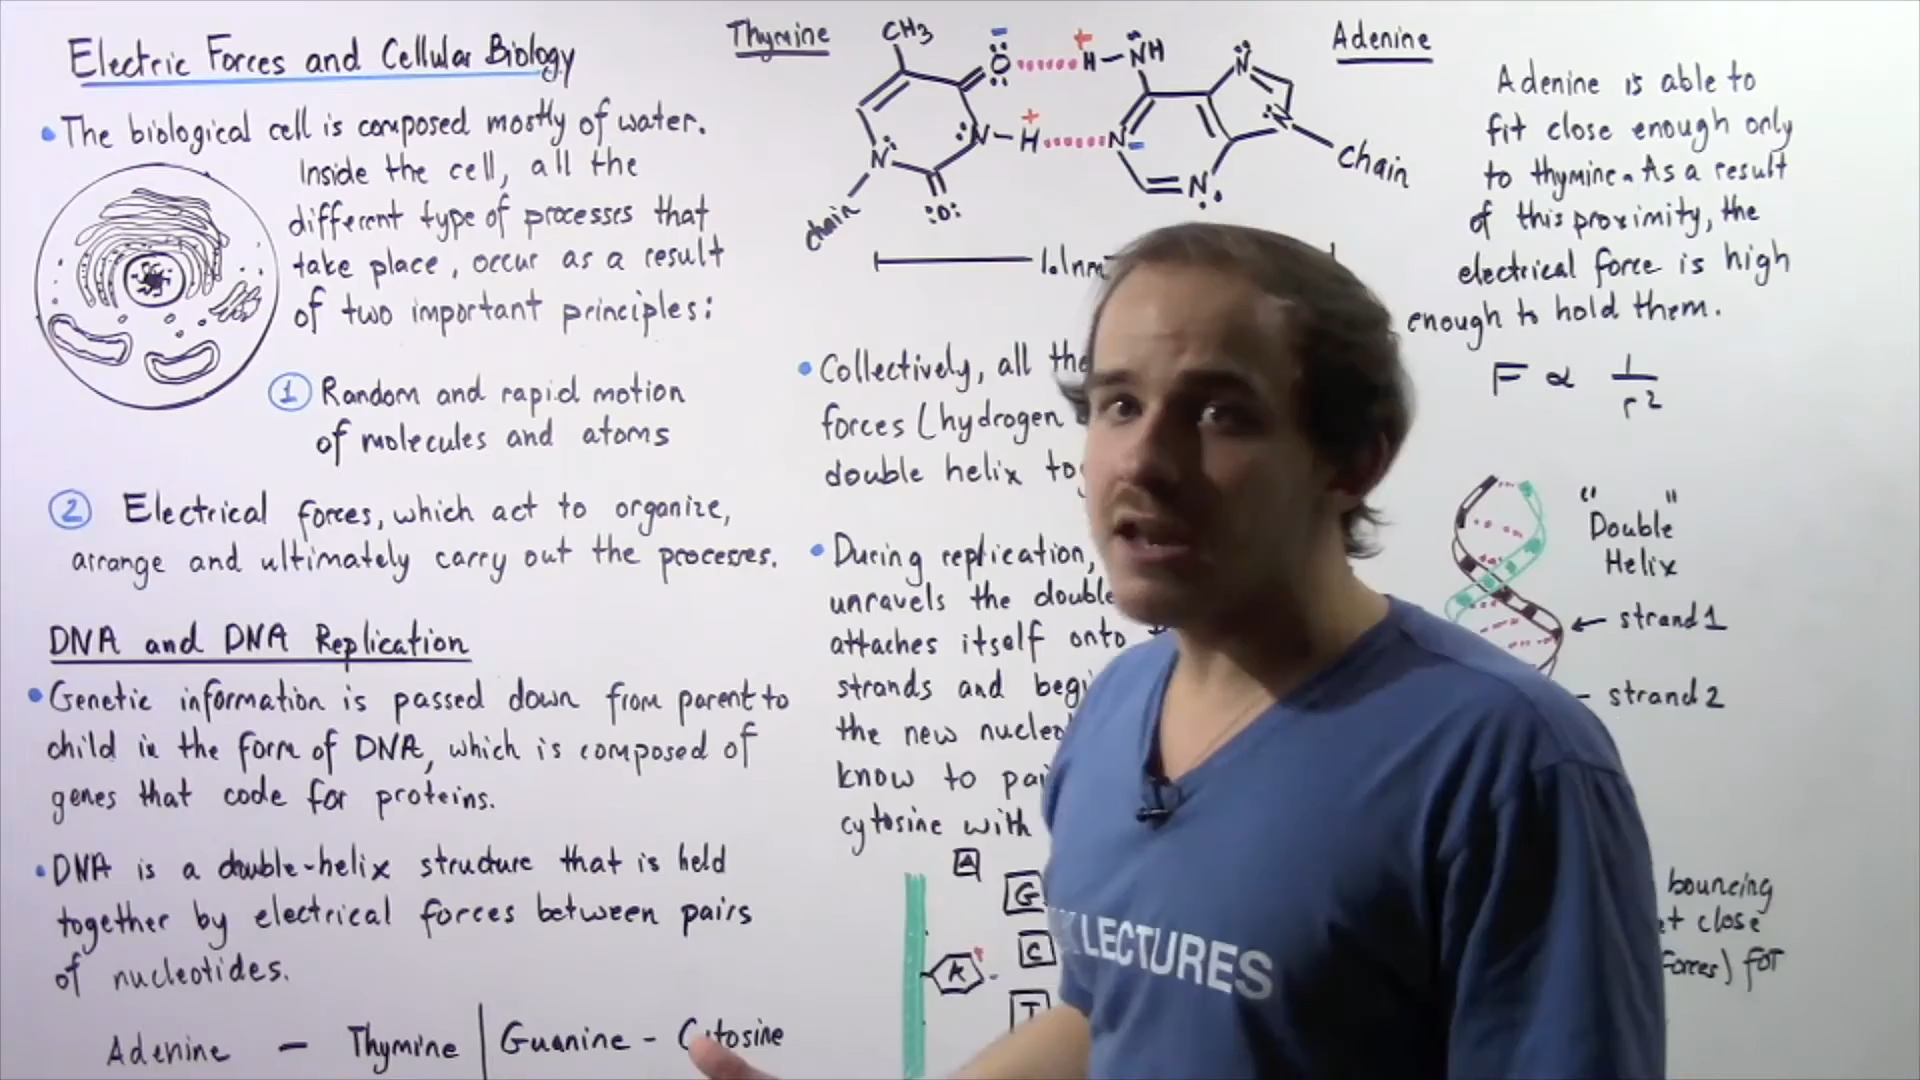 Electric Forces and Cellular Biology
• The biological cell is composed mostly of water.
Inside the cell, all the
different type of processes that
take place, occur as a result
of two important principles:
1 Random and rapid motion
of molecules and atoms
2 Electrical forces, which act to organize,
arrange and ultimately carry out the processes.
DNA and DNA Replication
• Genetic information is passed down from parent to
child in the form of DNA, which is composed of
genes that code for proteins.
• DNA is a double-helix structure that is held
together by electrical forces between pairs
of nucleotides.
Adenine - Thymine | Guanine - Cytosine
Thymine
Adenine
CH3
O
H - NH
N
N - H
N
N
N
N
:O:
chain
chain
1.1nm
• Collectively, all the
forces (hydrogen
double helix
• During replication,
unravels the double
attaches itself onto
strands and
the new
know to
cytosine with
A
G
C
T
A
Adenine is able to
fit close enough only
to thymine. As a result
of this proximity, the
electrical force is high
enough to hold them.
F ∝ 1/r²
"Double"
Helix
← strand 1
strand 2
bouncing
close
forces) for
LECTURES